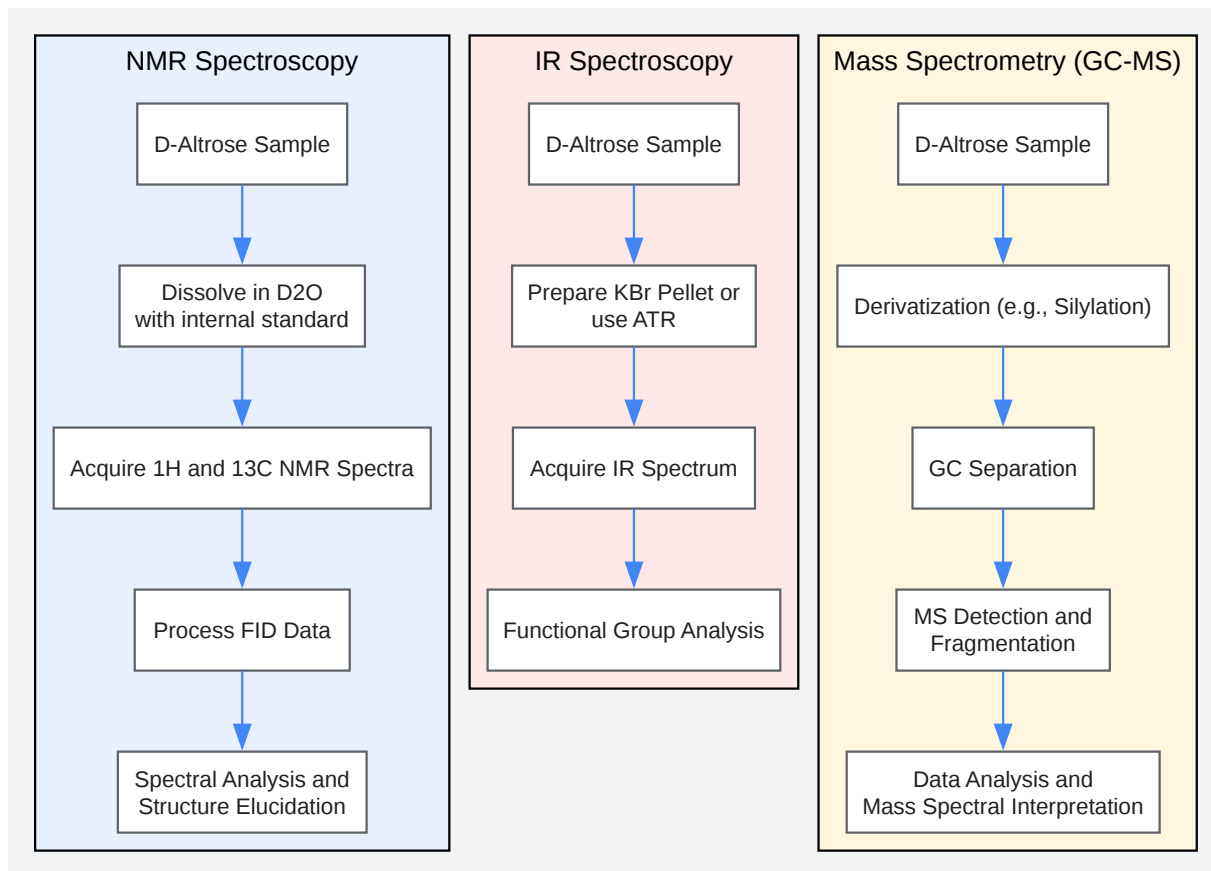 NMR Spectroscopy
D-Altrose Sample
Dissolve in D2O
with internal standard
Acquire 1H and 13C NMR Spectra
Process FID Data
Spectral Analysis and
Structure Elucidation
IR Spectroscopy
D-Altrose Sample
Prepare KBr Pellet or
use ATR
Acquire IR Spectrum
Functional Group Analysis
Mass Spectrometry (GC-MS)
D-Altrose Sample
Derivatization (e.g., Silylation)
GC Separation
MS Detection and
Fragmentation
Data Analysis and
Mass Spectral Interpretation